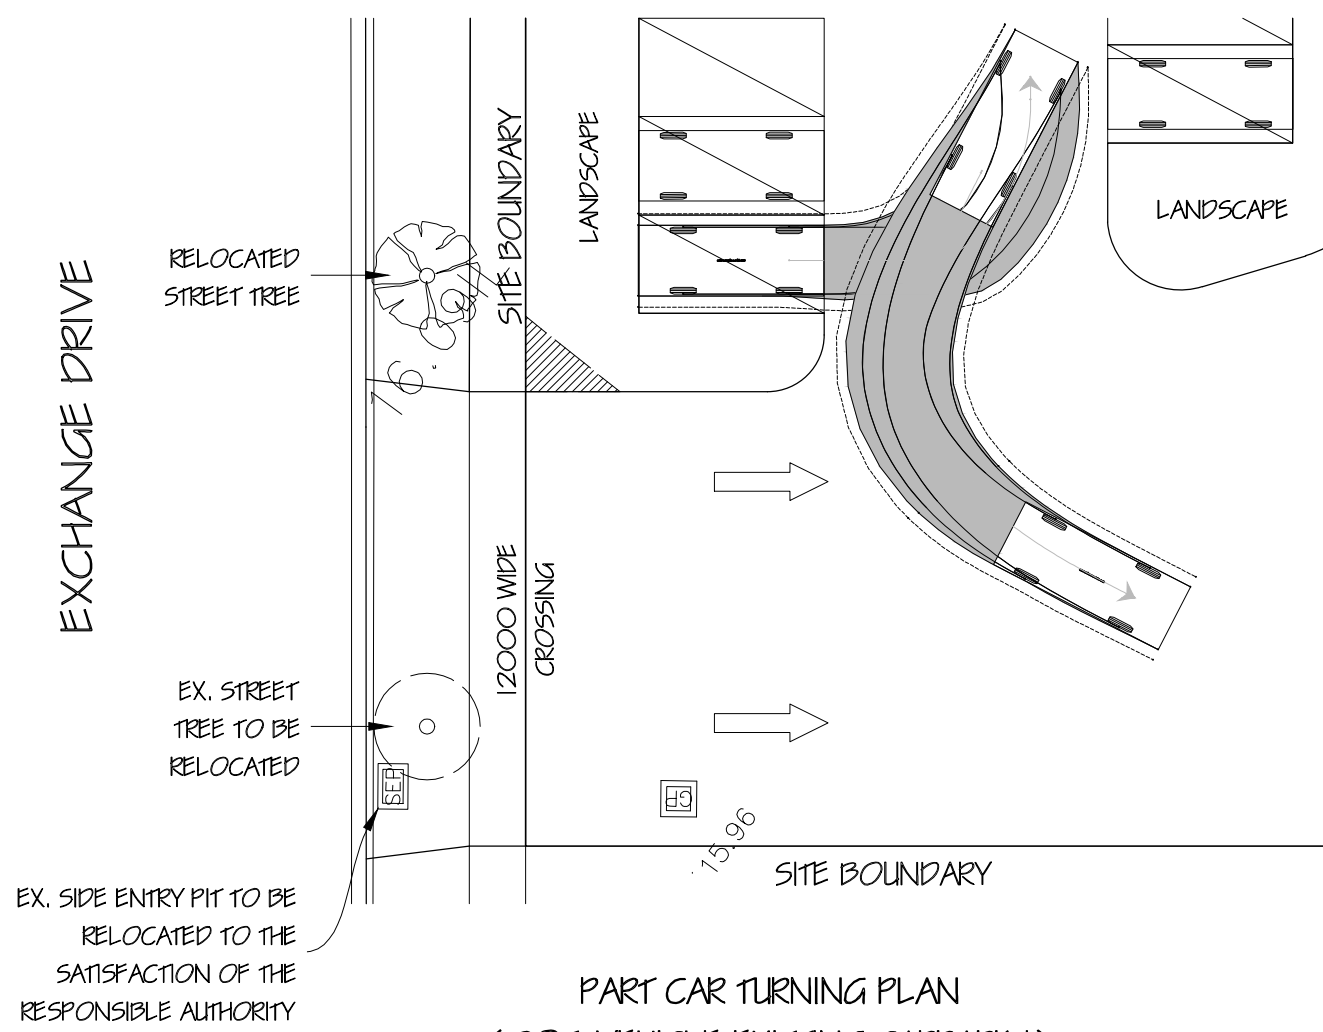 SITE BOUNDARY
LANDSCAPE
LANDSCAPE
RELOCATED
STREET TREE
EXCHANGE DRIVE
12000 WIDE
CROSSING
EX. STREET
TREE TO BE
RELOCATED
SEP
GP
15.96
SITE BOUNDARY
EX. SIDE ENTRY PIT TO BE
RELOCATED TO THE
SATISFACTION OF THE
RESPONSIBLE AUTHORITY
PART CAR TURNING PLAN